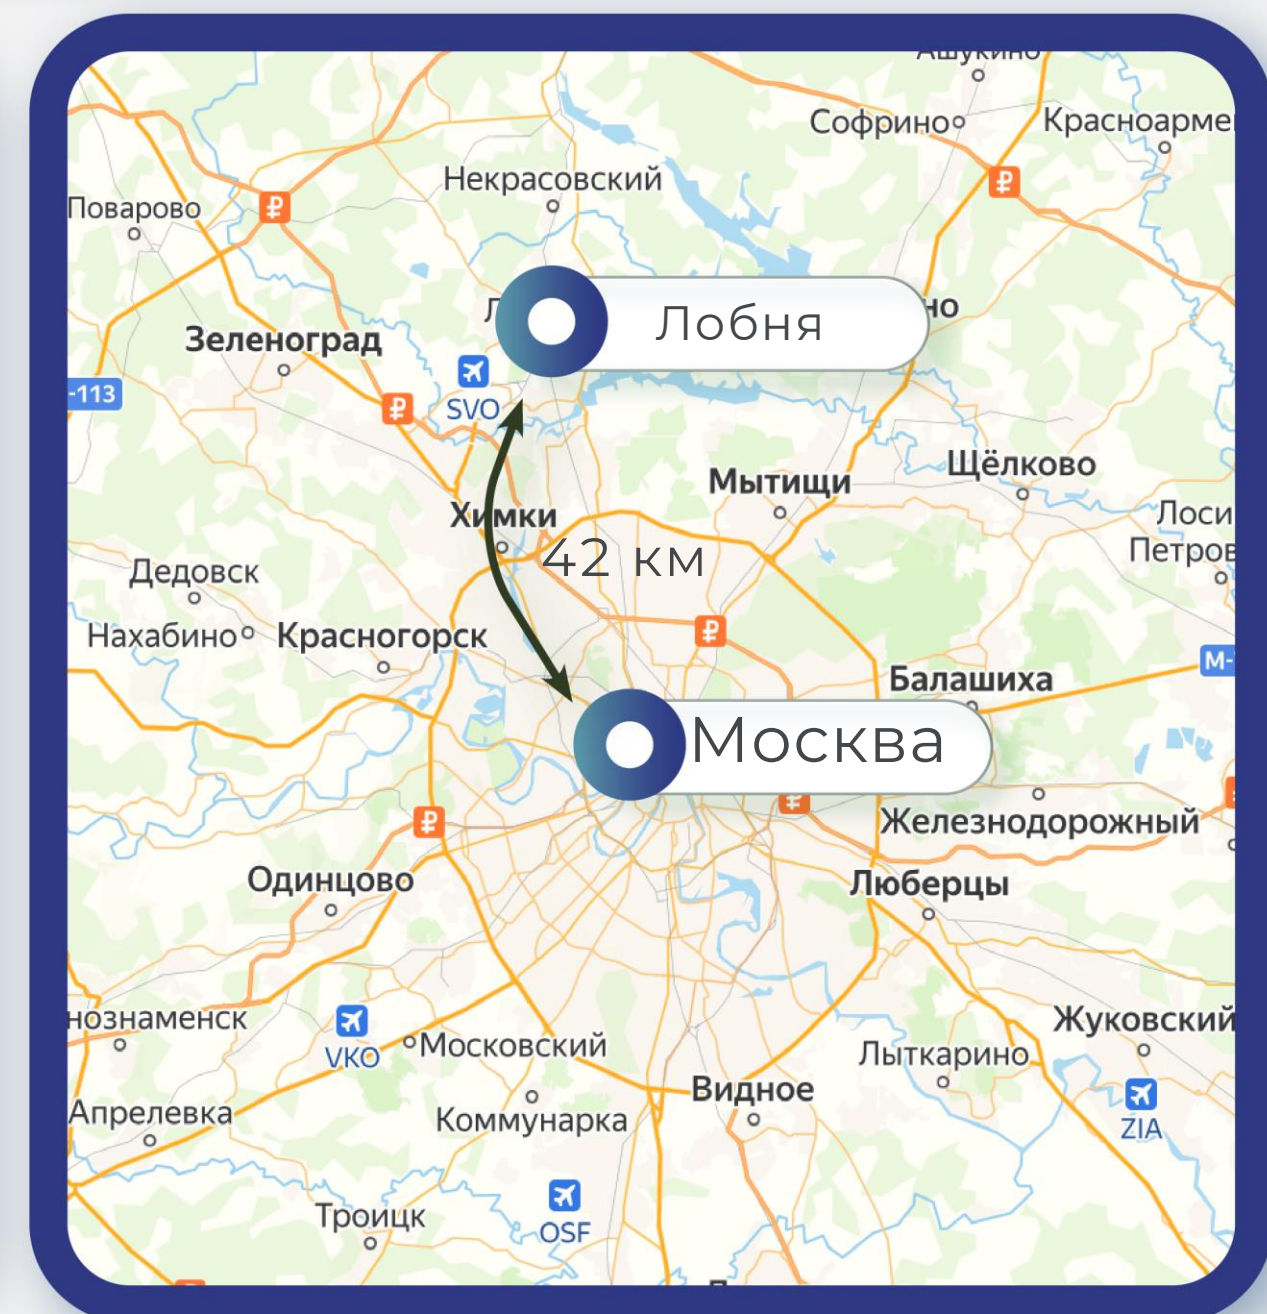 Софрино
Красноарме
Некрасовский
Поварово
Лобня
но
Зеленоград
-113
SVO
Мытищи
Щёлково
Химки
Лоси
Петров
42 км
Дедовск
Нахабино
Красногорск
Балашиха
М-
Москва
Железнодорожный
Одинцово
Люберцы
нознаменск
VKO
Московский
Жуковский
Лыткарино
Видное
Апрелевка
Коммунарка
ZIA
Троицк
OSF